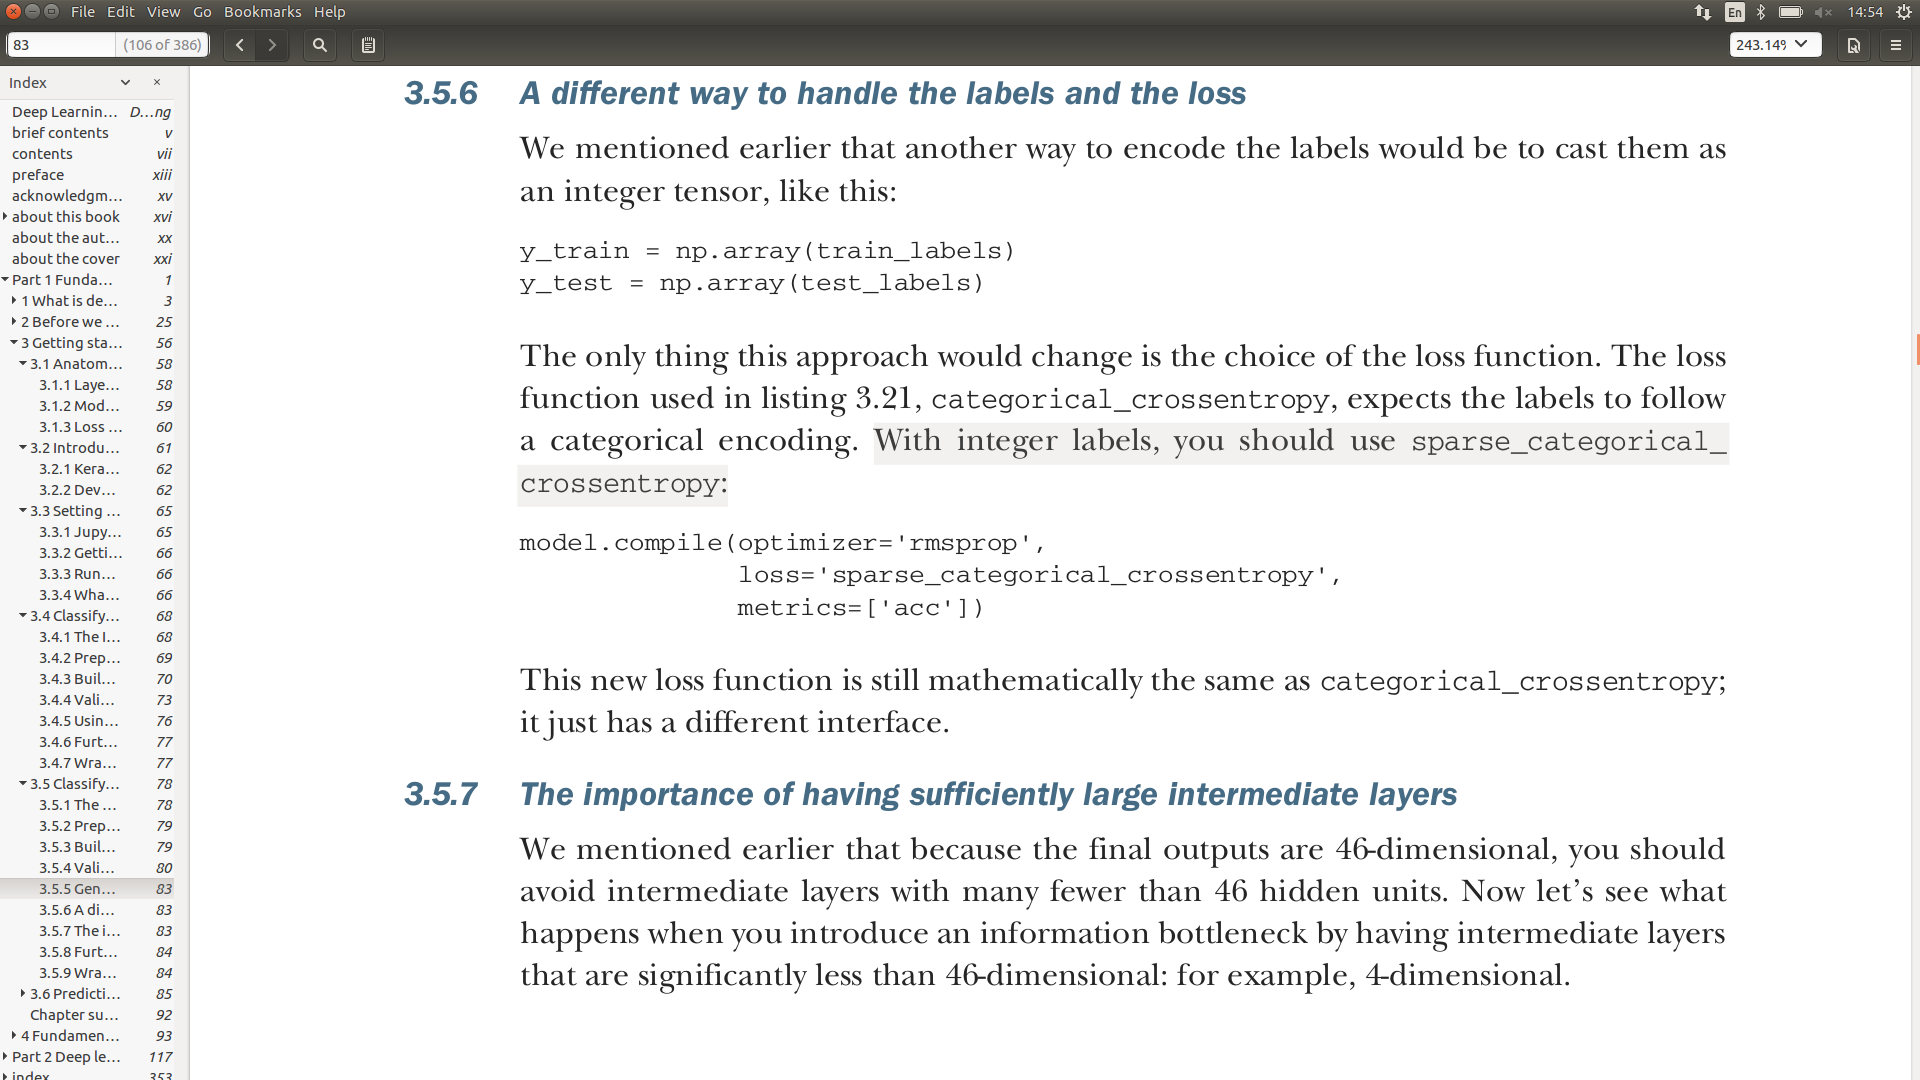 File Edit View Go Bookmarks Help
En 14:54
83 (106 of 386)
243.14%
Index
Deep Learnin... D...ng
brief contents v
contents vii
preface xiii
acknowledgm... xv
about this book xvi
about the aut... xx
about the cover xxi
Part 1 Funda... 1
1 What is de... 3
2 Before we ... 25
3 Getting sta... 56
3.1 Anatom... 58
3.1.1 Laye... 58
3.1.2 Mod... 59
3.1.3 Loss ... 60
3.2 Introdu... 61
3.2.1 Kera... 62
3.2.2 Dev... 62
3.3 Setting ... 65
3.3.1 Jupy... 65
3.3.2 Getti... 66
3.3.3 Run... 66
3.3.4 Wha... 66
3.4 Classify... 68
3.4.1 The I... 68
3.4.2 Prep... 69
3.4.3 Buil... 70
3.4.4 Vali... 73
3.4.5 Usin... 76
3.4.6 Furt... 77
3.4.7 Wra... 77
3.5 Classify... 78
3.5.1 The ... 78
3.5.2 Prep... 79
3.5.3 Buil... 79
3.5.4 Vali... 80
3.5.5 Gen... 83
3.5.6 A di... 83
3.5.7 The i... 83
3.5.8 Furt... 84
3.5.9 Wra... 84
3.6 Predicti... 85
Chapter su... 92
4 Fundamen... 93
Part 2 Deep le... 117
index 353
3.5.6 A different way to handle the labels and the loss
We mentioned earlier that another way to encode the labels would be to cast them as
an integer tensor, like this:
y_train = np.array(train_labels)
y_test = np.array(test_labels)
The only thing this approach would change is the choice of the loss function. The loss
function used in listing 3.21, categorical_crossentropy, expects the labels to follow
a categorical encoding. With integer labels, you should use sparse_categorical_
crossentropy:
model.compile(optimizer='rmsprop',
loss='sparse_categorical_crossentropy',
metrics=['acc'])
This new loss function is still mathematically the same as categorical_crossentropy;
it just has a different interface.
3.5.7 The importance of having sufficiently large intermediate layers
We mentioned earlier that because the final outputs are 46-dimensional, you should
avoid intermediate layers with many fewer than 46 hidden units. Now let's see what
happens when you introduce an information bottleneck by having intermediate layers
that are significantly less than 46-dimensional: for example, 4-dimensional.